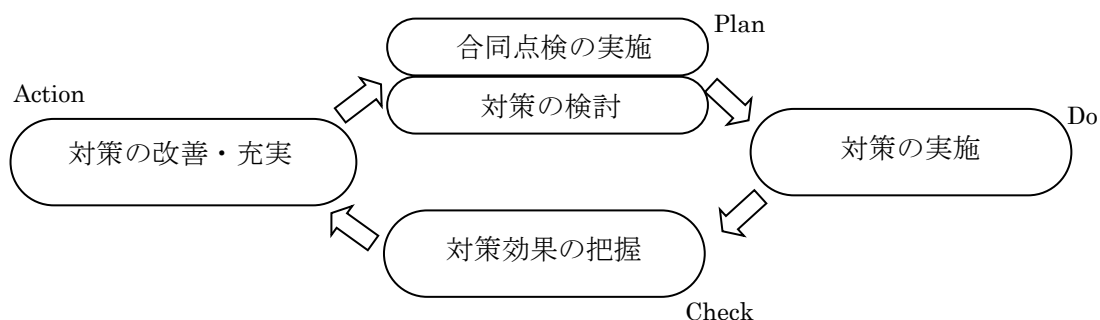 Plan
合同点検の実施
対策の検討
Do
対策の実施
Check
対策効果の把握
Action
対策の改善・充実